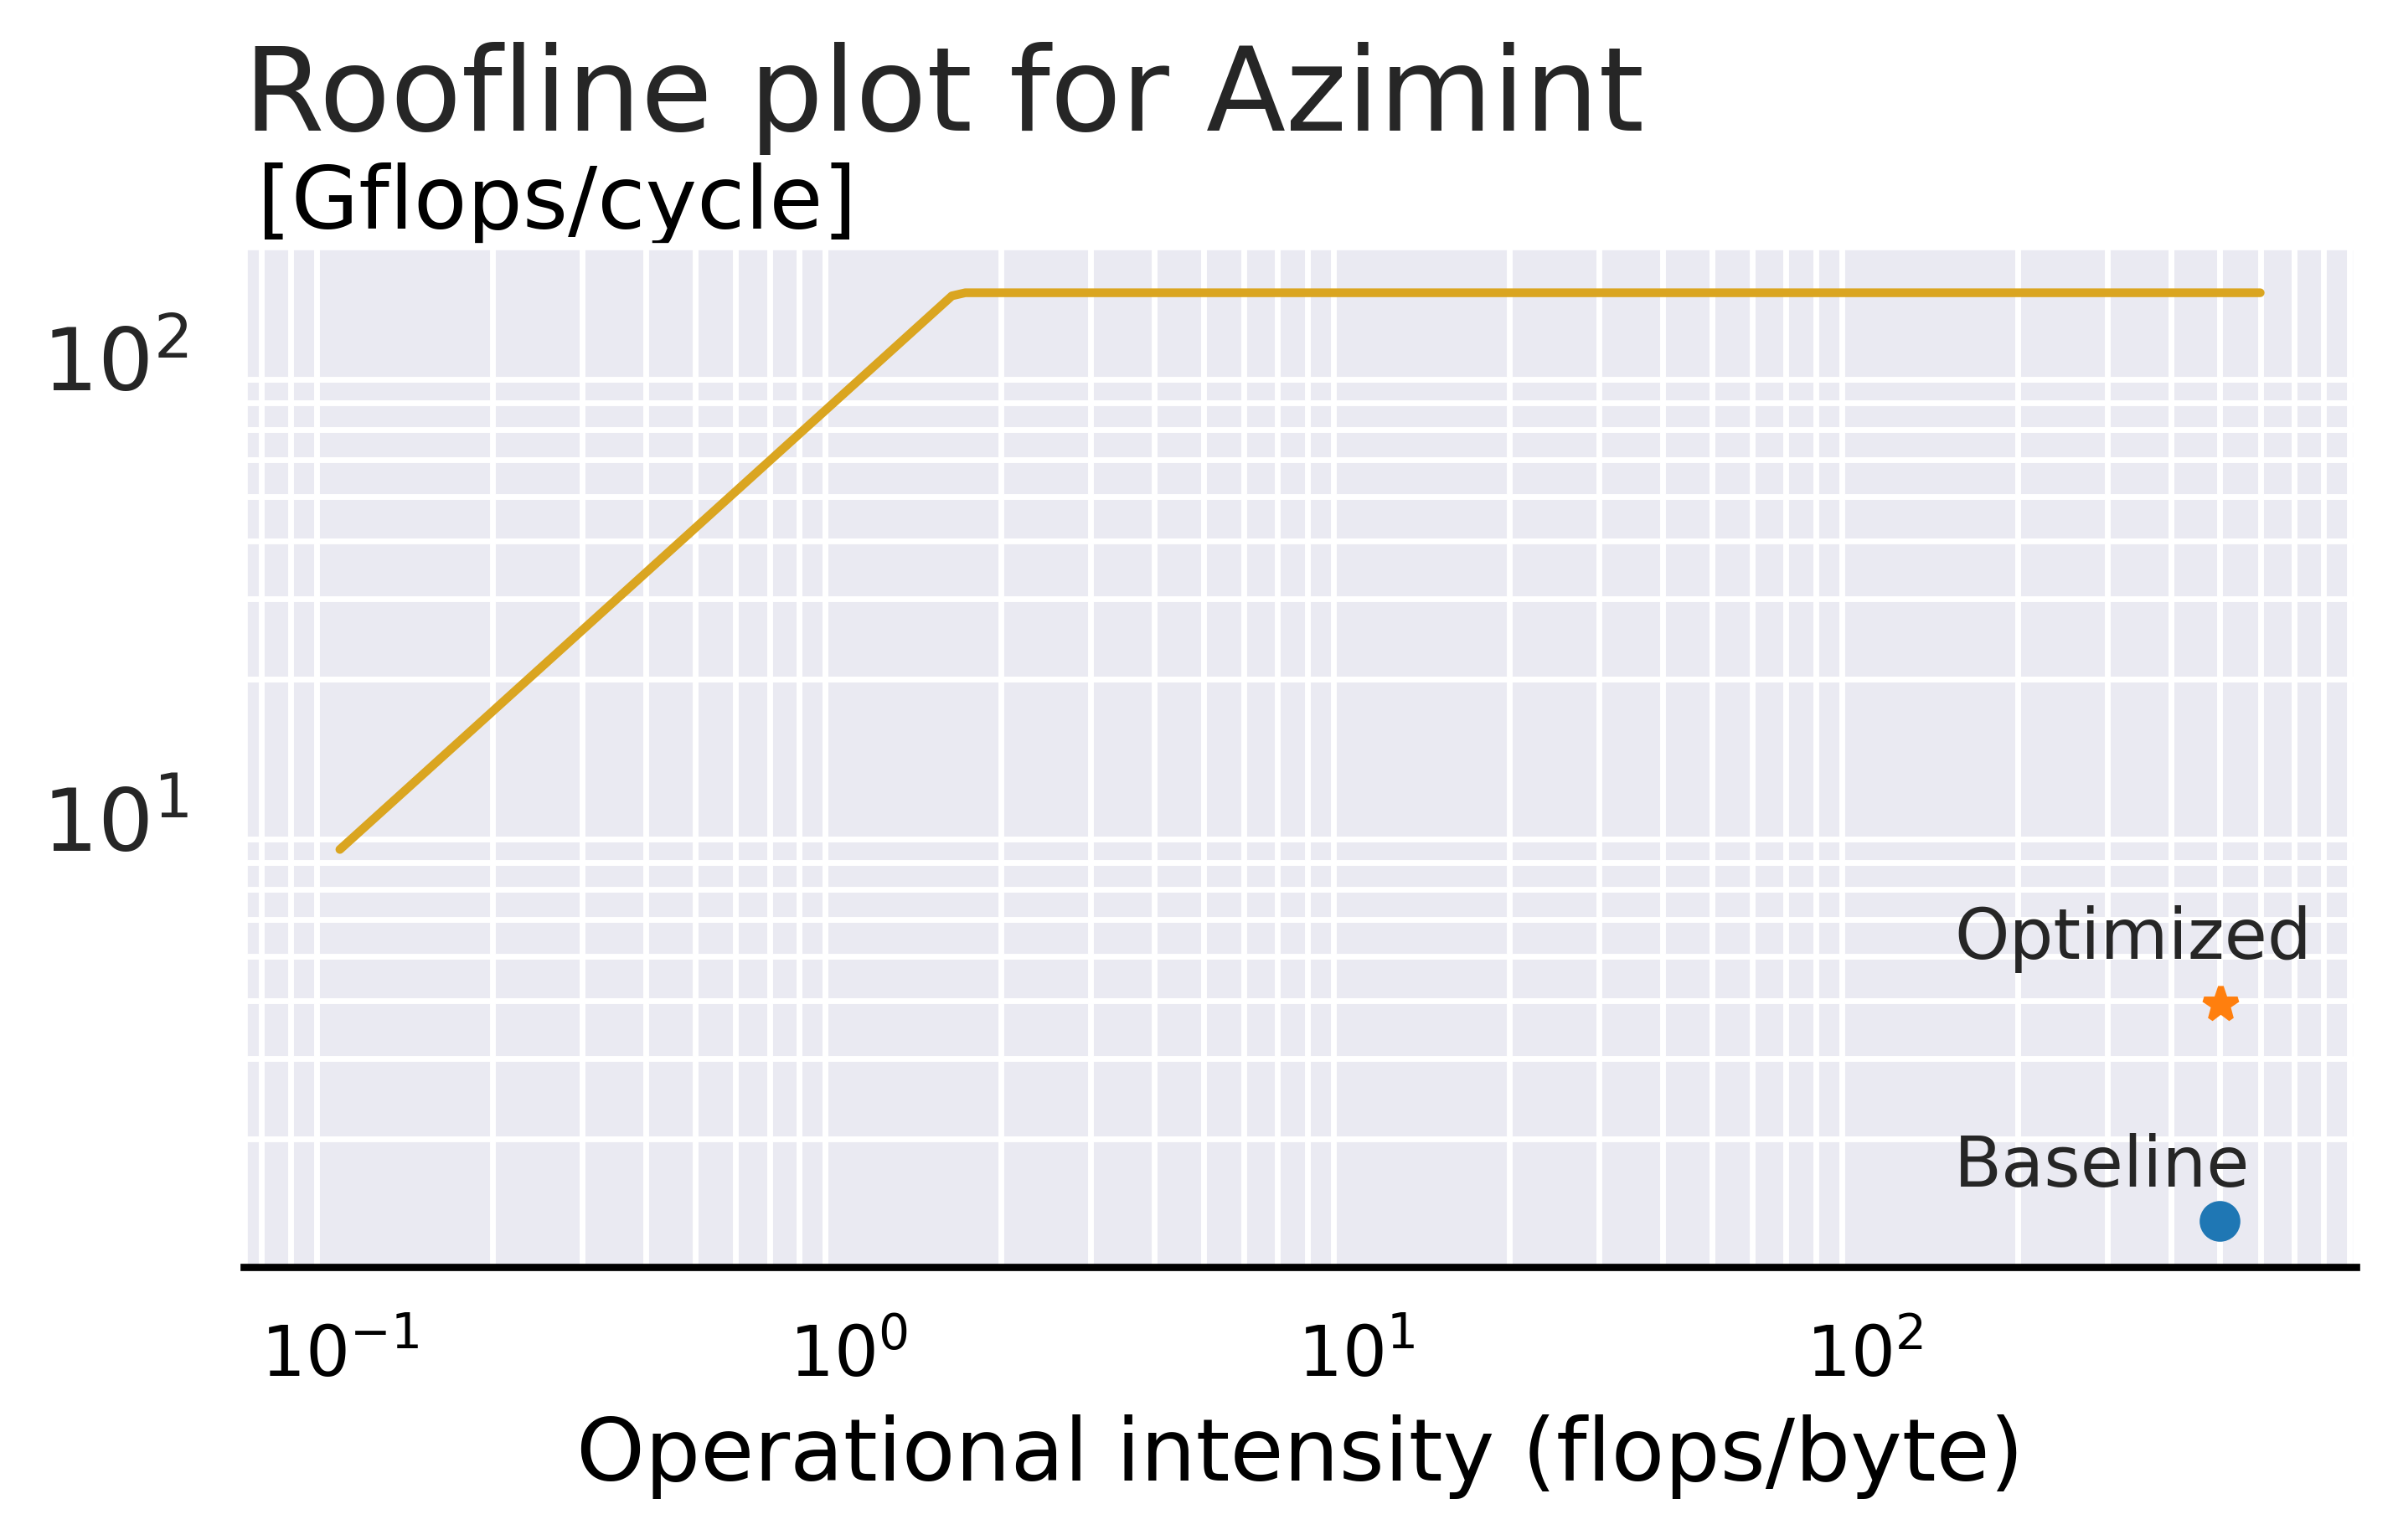 Roofline plot for Azimint
[Gflops/cycle]
10²
10¹
Optimized
Baseline
10⁻¹ 10⁰ 10¹ 10²
Operational intensity (flops/byte)